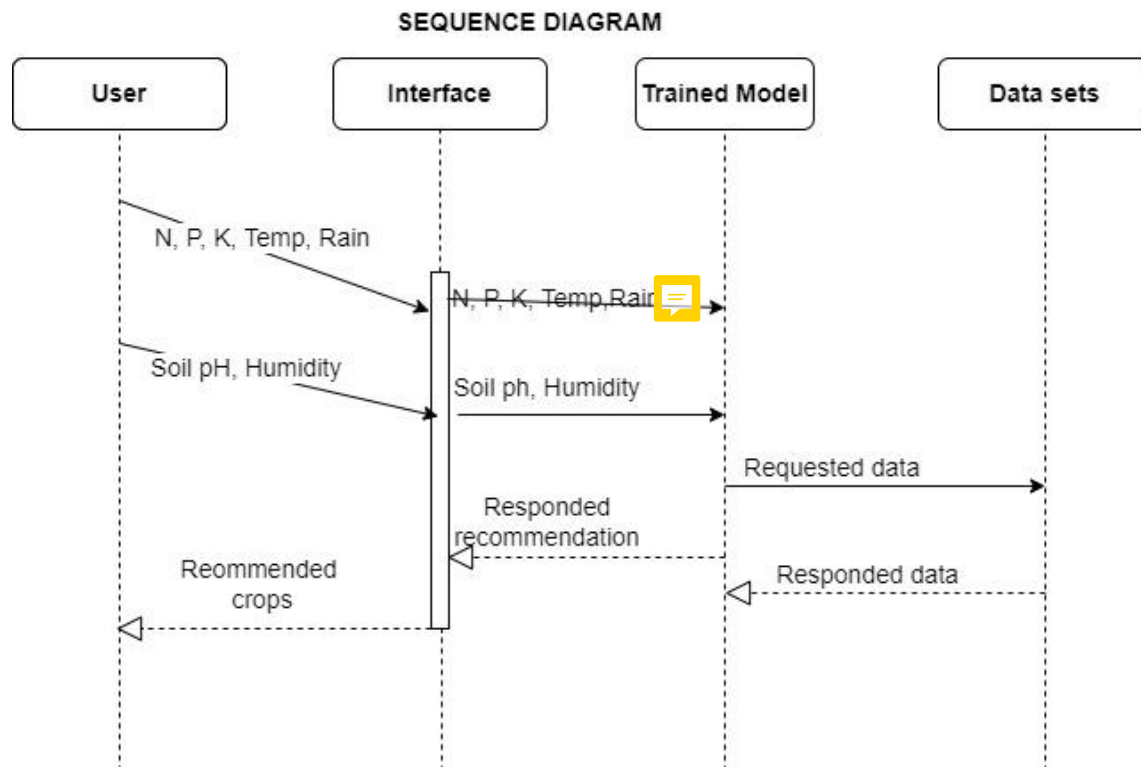 SEQUENCE DIAGRAM
User
Interface
Trained Model
Data sets
N, P, K, Temp, Rain
N, P, K, Temp,Rain
Soil pH, Humidity
Soil ph, Humidity
Requested data
Responded
recommendation
Responded data
Reommended
crops